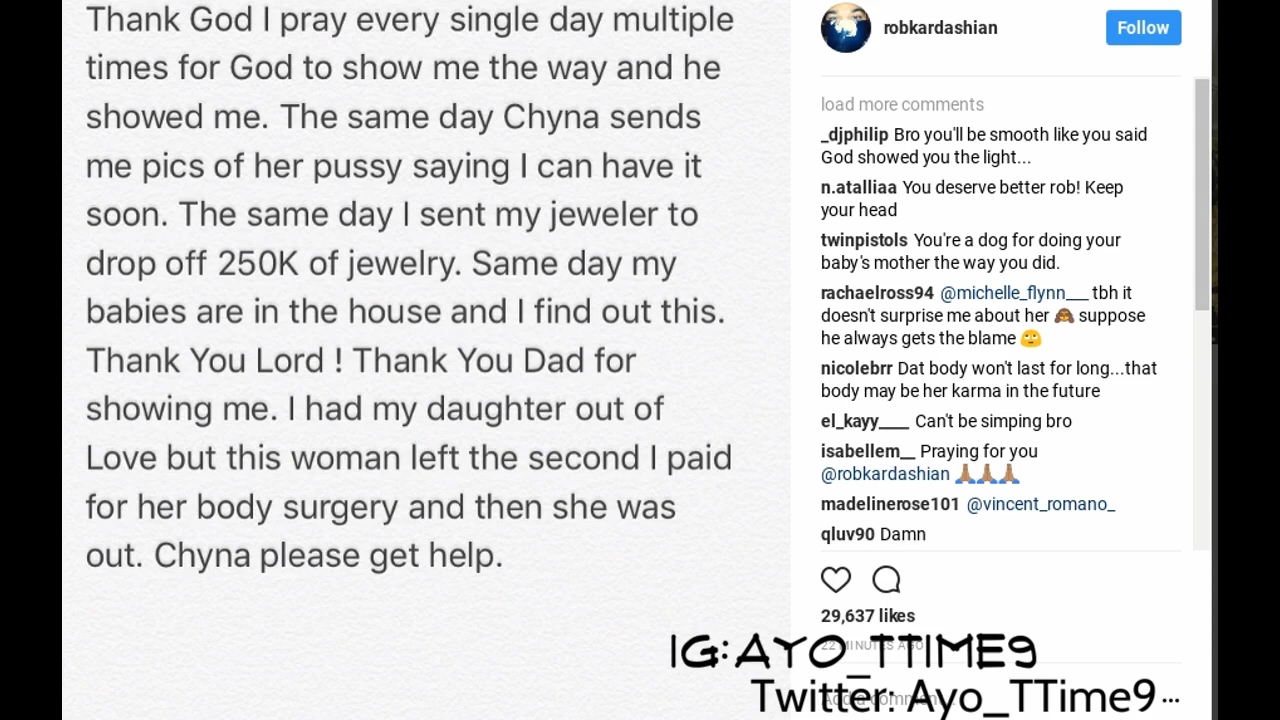 Thank God I pray every single day multiple
times for God to show me the way and he
showed me. The same day Chyna sends
me pics of her pussy saying I can have it
soon. The same day I sent my jeweler to
drop off 250K of jewelry. Same day my
babies are in the house and I find out this.
Thank You Lord ! Thank You Dad for
showing me. I had my daughter out of
Love but this woman left the second I paid
for her body surgery and then she was
out. Chyna please get help.
robkardashian
Follow
load more comments
_djphilip Bro you'll be smooth like you said
God showed you the light...
n.atalliaa You deserve better rob! Keep
your head
twinpistols You're a dog for doing your
baby's mother the way you did.
rachaelross94 @michelle_flynn___ tbh it
doesn't surprise me about her 🙈 suppose
he always gets the blame 🙄
nicolebrr Dat body won't last for long...that
body may be her karma in the future
el_kayy____ Can't be simping bro
isabellem__ Praying for you
@robkardashian 🙏🏽🙏🏽🙏🏽
madelinerose101 @vincent_romano_
qluv90 Damn
29,637 likes
22 MINUTES AGO
IG:AYO_TTIME9
Add a comment...
Twitter: Ayo_TTime9